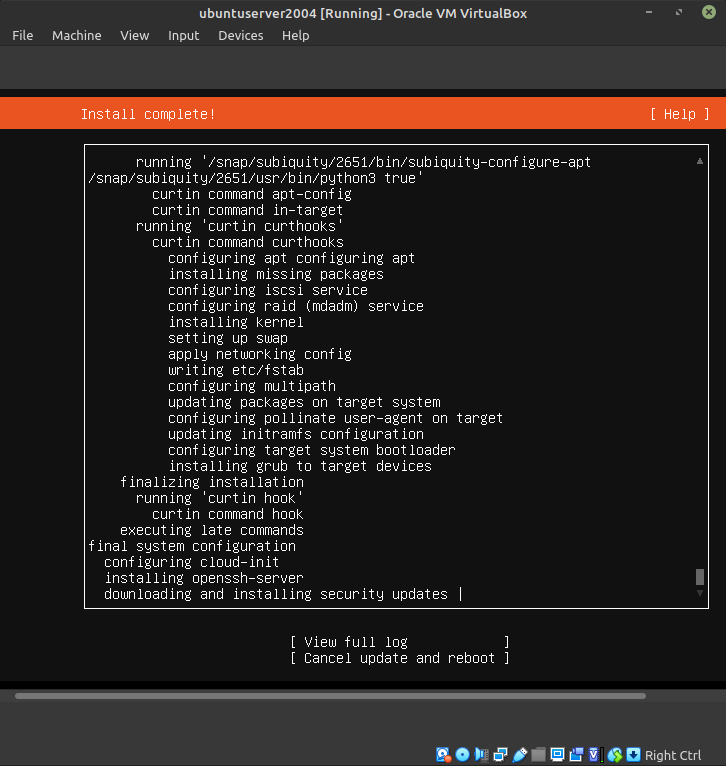 ubuntuserver2004 [Running] - Oracle VM VirtualBox
File Machine View Input Devices Help
Install complete! [ Help ]
running '/snap/subiquity/2651/bin/subiquity-configure-apt
/snap/subiquity/2651/usr/bin/python3 true'
curtin command apt-config
curtin command in-target
running 'curtin curthooks'
curtin command curthooks
configuring apt configuring apt
installing missing packages
configuring iscsi service
configuring raid (mdadm) service
installing kernel
setting up swap
apply networking config
writing etc/fstab
configuring multipath
updating packages on target system
configuring pollinate user-agent on target
updating initramfs configuration
configuring target system bootloader
installing grub to target devices
finalizing installation
running 'curtin hook'
curtin command hook
executing late commands
final system configuration
configuring cloud-init
installing openssh-server
downloading and installing security updates |
[ View full log ]
[ Cancel update and reboot ]
Right Ctrl